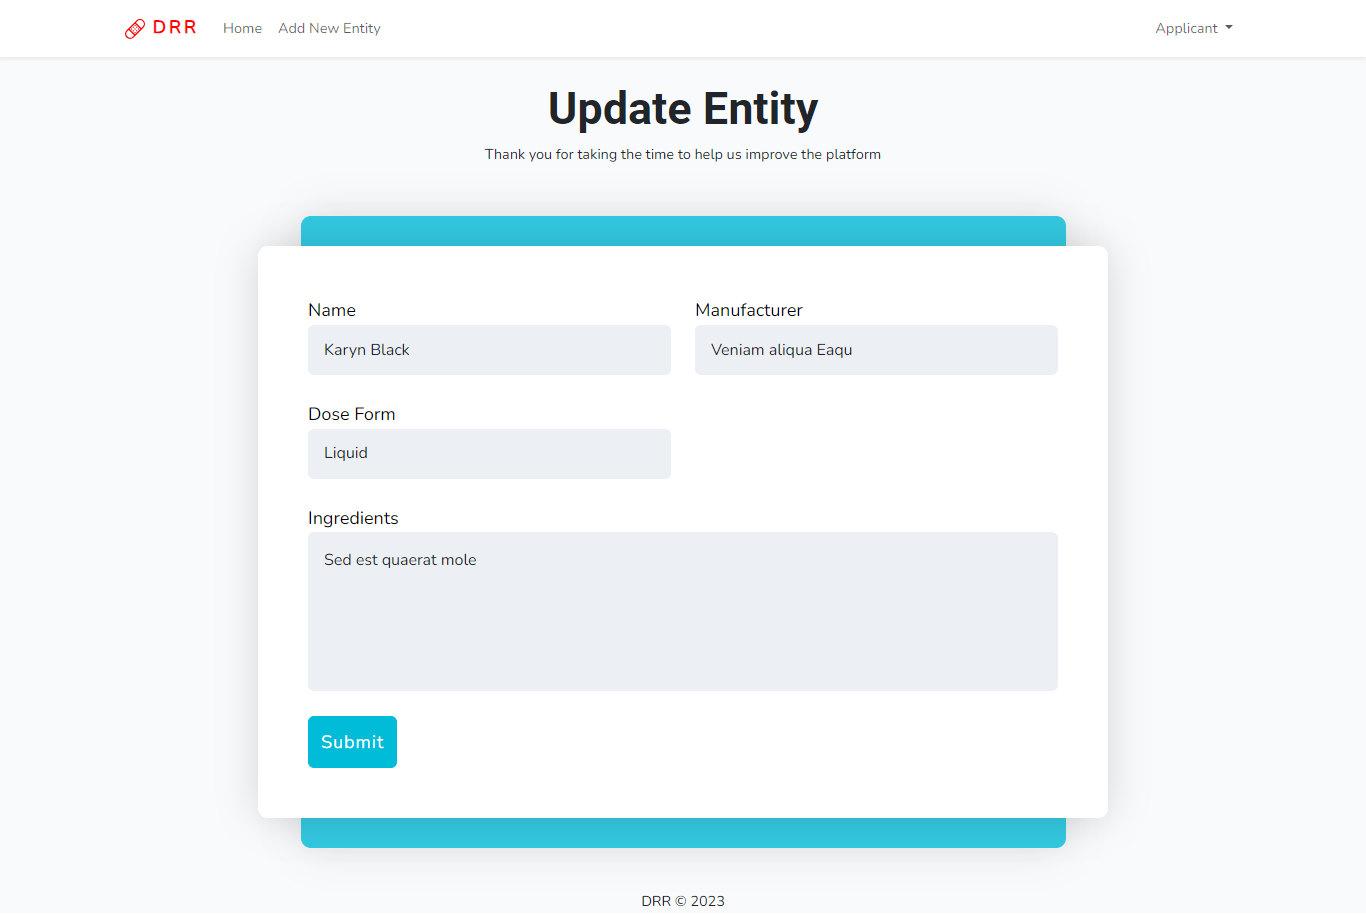 DRR Home Add New Entity Applicant
Update Entity
Thank you for taking the time to help us improve the platform
Name Manufacturer
Karyn Black Veniam aliqua Eaqu
Dose Form
Liquid
Ingredients
Sed est quaerat mole
Submit
DRR © 2023